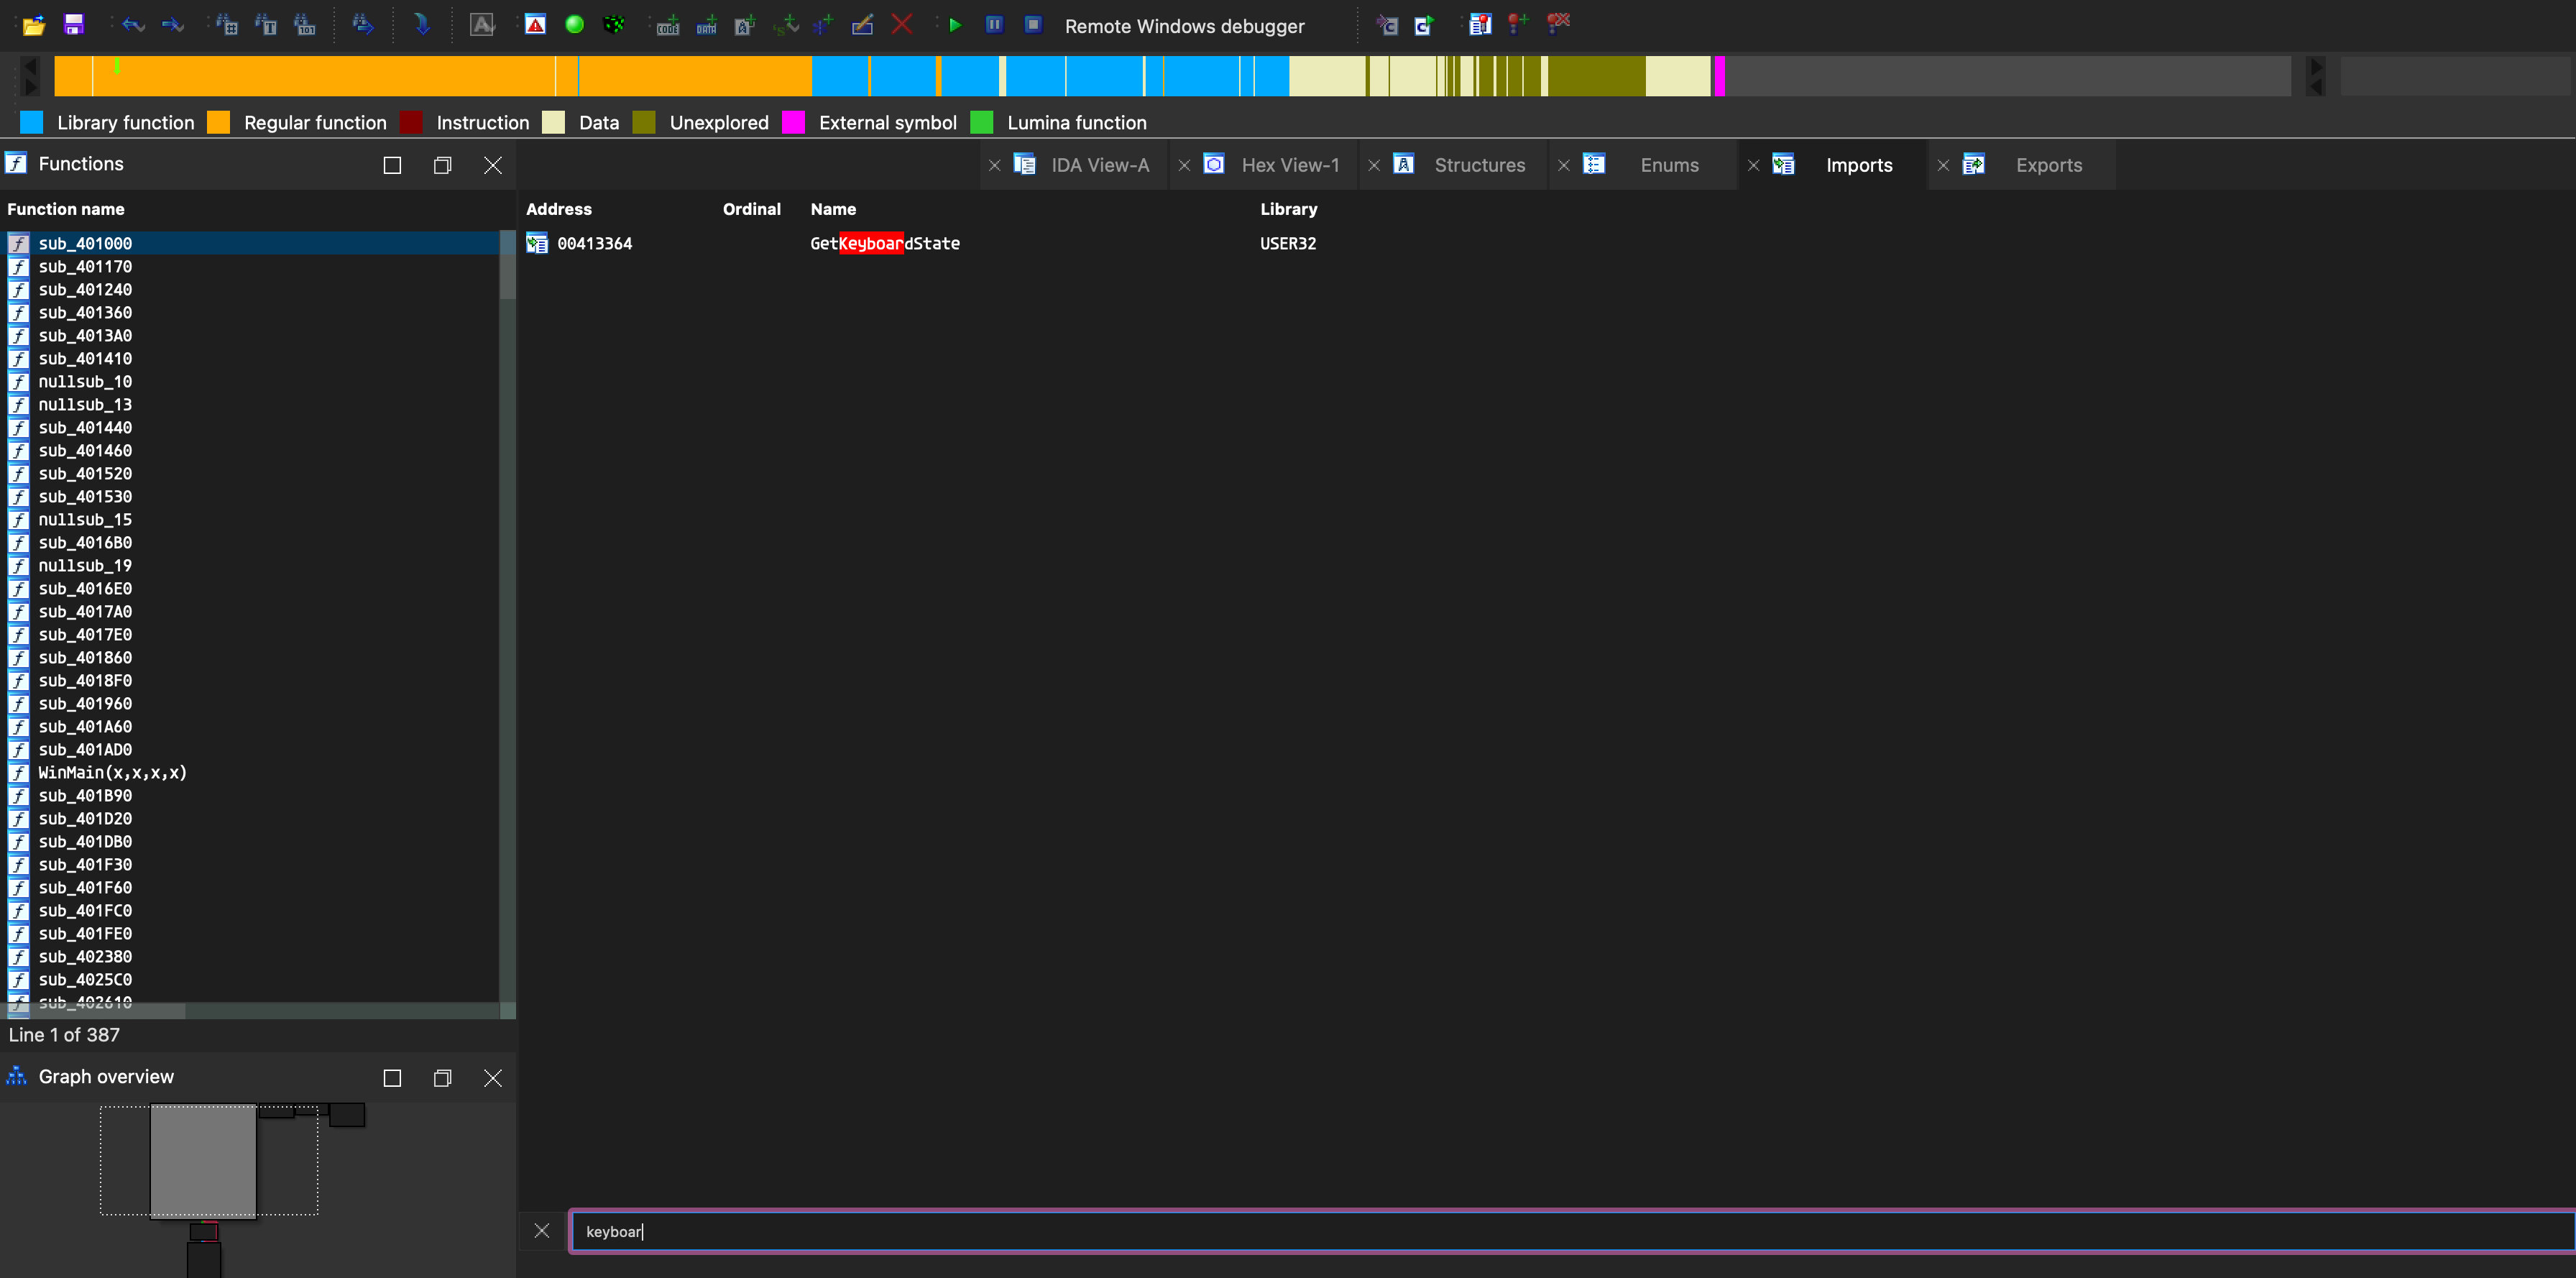 Remote Windows debugger
Library function Regular function Instruction Data Unexplored External symbol Lumina function
Functions
IDA View-A Hex View-1 Structures Enums Imports Exports
Function name
Address Ordinal Name Library
00413364 GetKeyboardState USER32
sub_401000
sub_401170
sub_401240
sub_401360
sub_4013A0
sub_401410
nullsub_10
nullsub_13
sub_401440
sub_401460
sub_401520
sub_401530
nullsub_15
sub_4016B0
nullsub_19
sub_4016E0
sub_4017A0
sub_4017E0
sub_401860
sub_4018F0
sub_401960
sub_401A60
sub_401AD0
WinMain(x,x,x,x)
sub_401B90
sub_401D20
sub_401DB0
sub_401F30
sub_401F60
sub_401FC0
sub_401FE0
sub_402380
sub_4025C0
sub_402610
Line 1 of 387
Graph overview
keyboar